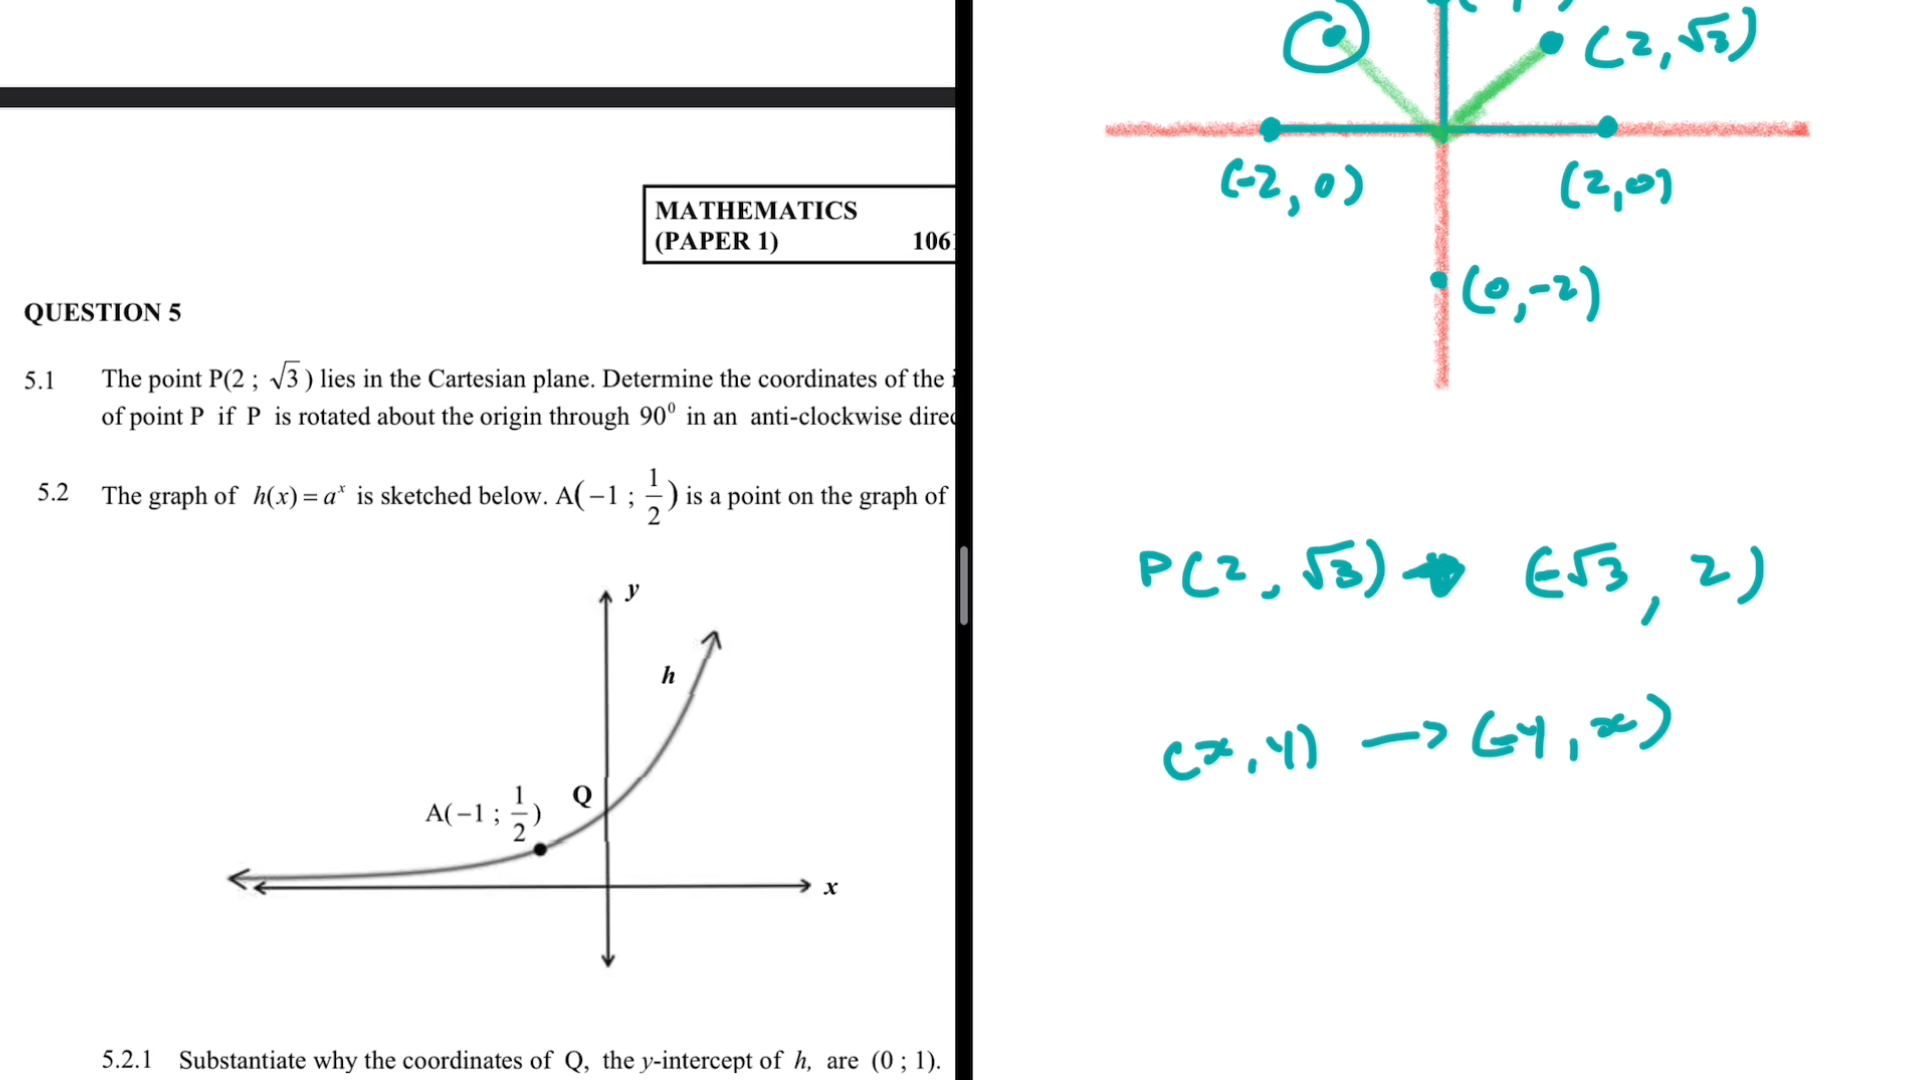 MATHEMATICS
(PAPER 1) 106
QUESTION 5
5.1 The point P(2 ; √3) lies in the Cartesian plane. Determine the coordinates of the
of point P if P is rotated about the origin through 90⁰ in an anti-clockwise direc
5.2 The graph of h(x) = aˣ is sketched below. A(−1 ; 1/2) is a point on the graph of
y
h
Q
A(−1 ; 1/2)
x
5.2.1 Substantiate why the coordinates of Q, the y-intercept of h, are (0 ; 1).
(2, √3)
(-2, 0)
(2, 0)
(0, -2)
P(2, √3) → (-√3, 2)
(x, y) → (-y, x)